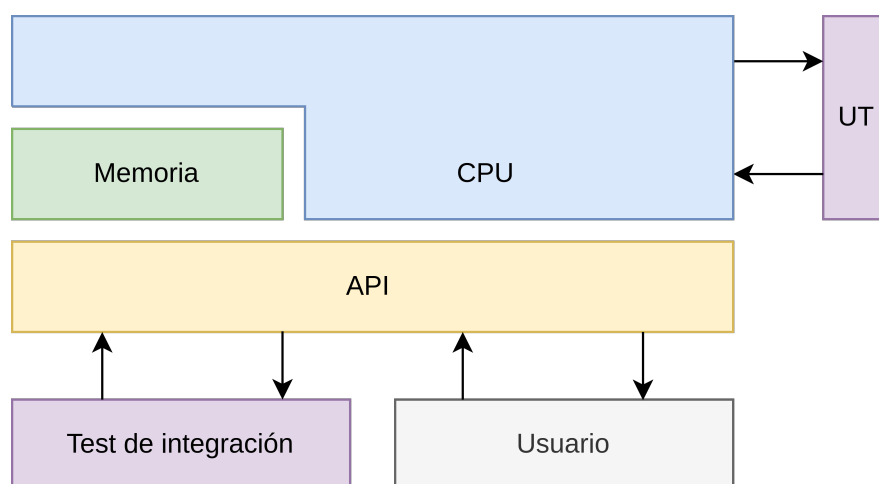 UT
Memoria
CPU
API
Test de integración
Usuario